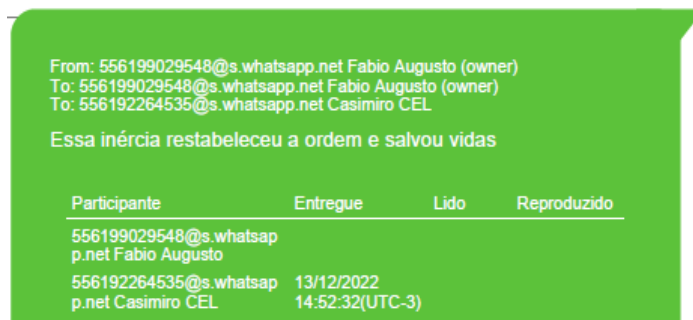 From: 556199029548@s.whatsapp.net Fabio Augusto (owner)
To: 556199029548@s.whatsapp.net Fabio Augusto (owner)
To: 556192264535@s.whatsapp.net Casimiro CEL
Essa inércia restabeleceu a ordem e salvou vidas
Participante Entregue Lido Reproduzido
556199029548@s.whatsap
p.net Fabio Augusto
556192264535@s.whatsap 13/12/2022
p.net Casimiro CEL 14:52:32(UTC-3)